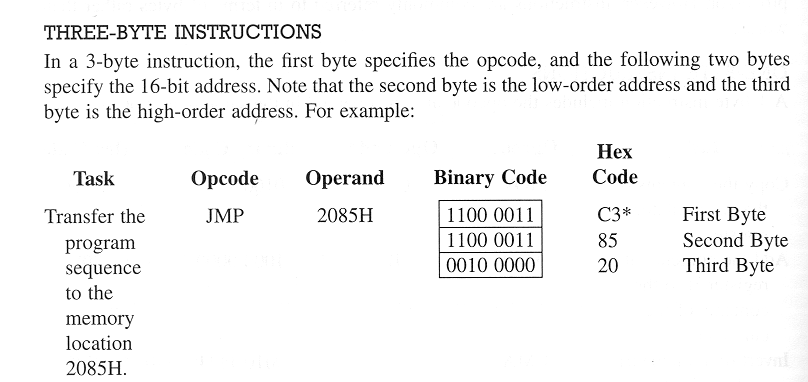 THREE-BYTE INSTRUCTIONS
In a 3-byte instruction, the first byte specifies the opcode, and the following two bytes
specify the 16-bit address. Note that the second byte is the low-order address and the third
byte is the high-order address. For example:
Hex
Task Opcode Operand Binary Code Code
Transfer the JMP 2085H 1100 0011 C3* First Byte
program 1100 0011 85 Second Byte
sequence 0010 0000 20 Third Byte
to the
memory
location
2085H.